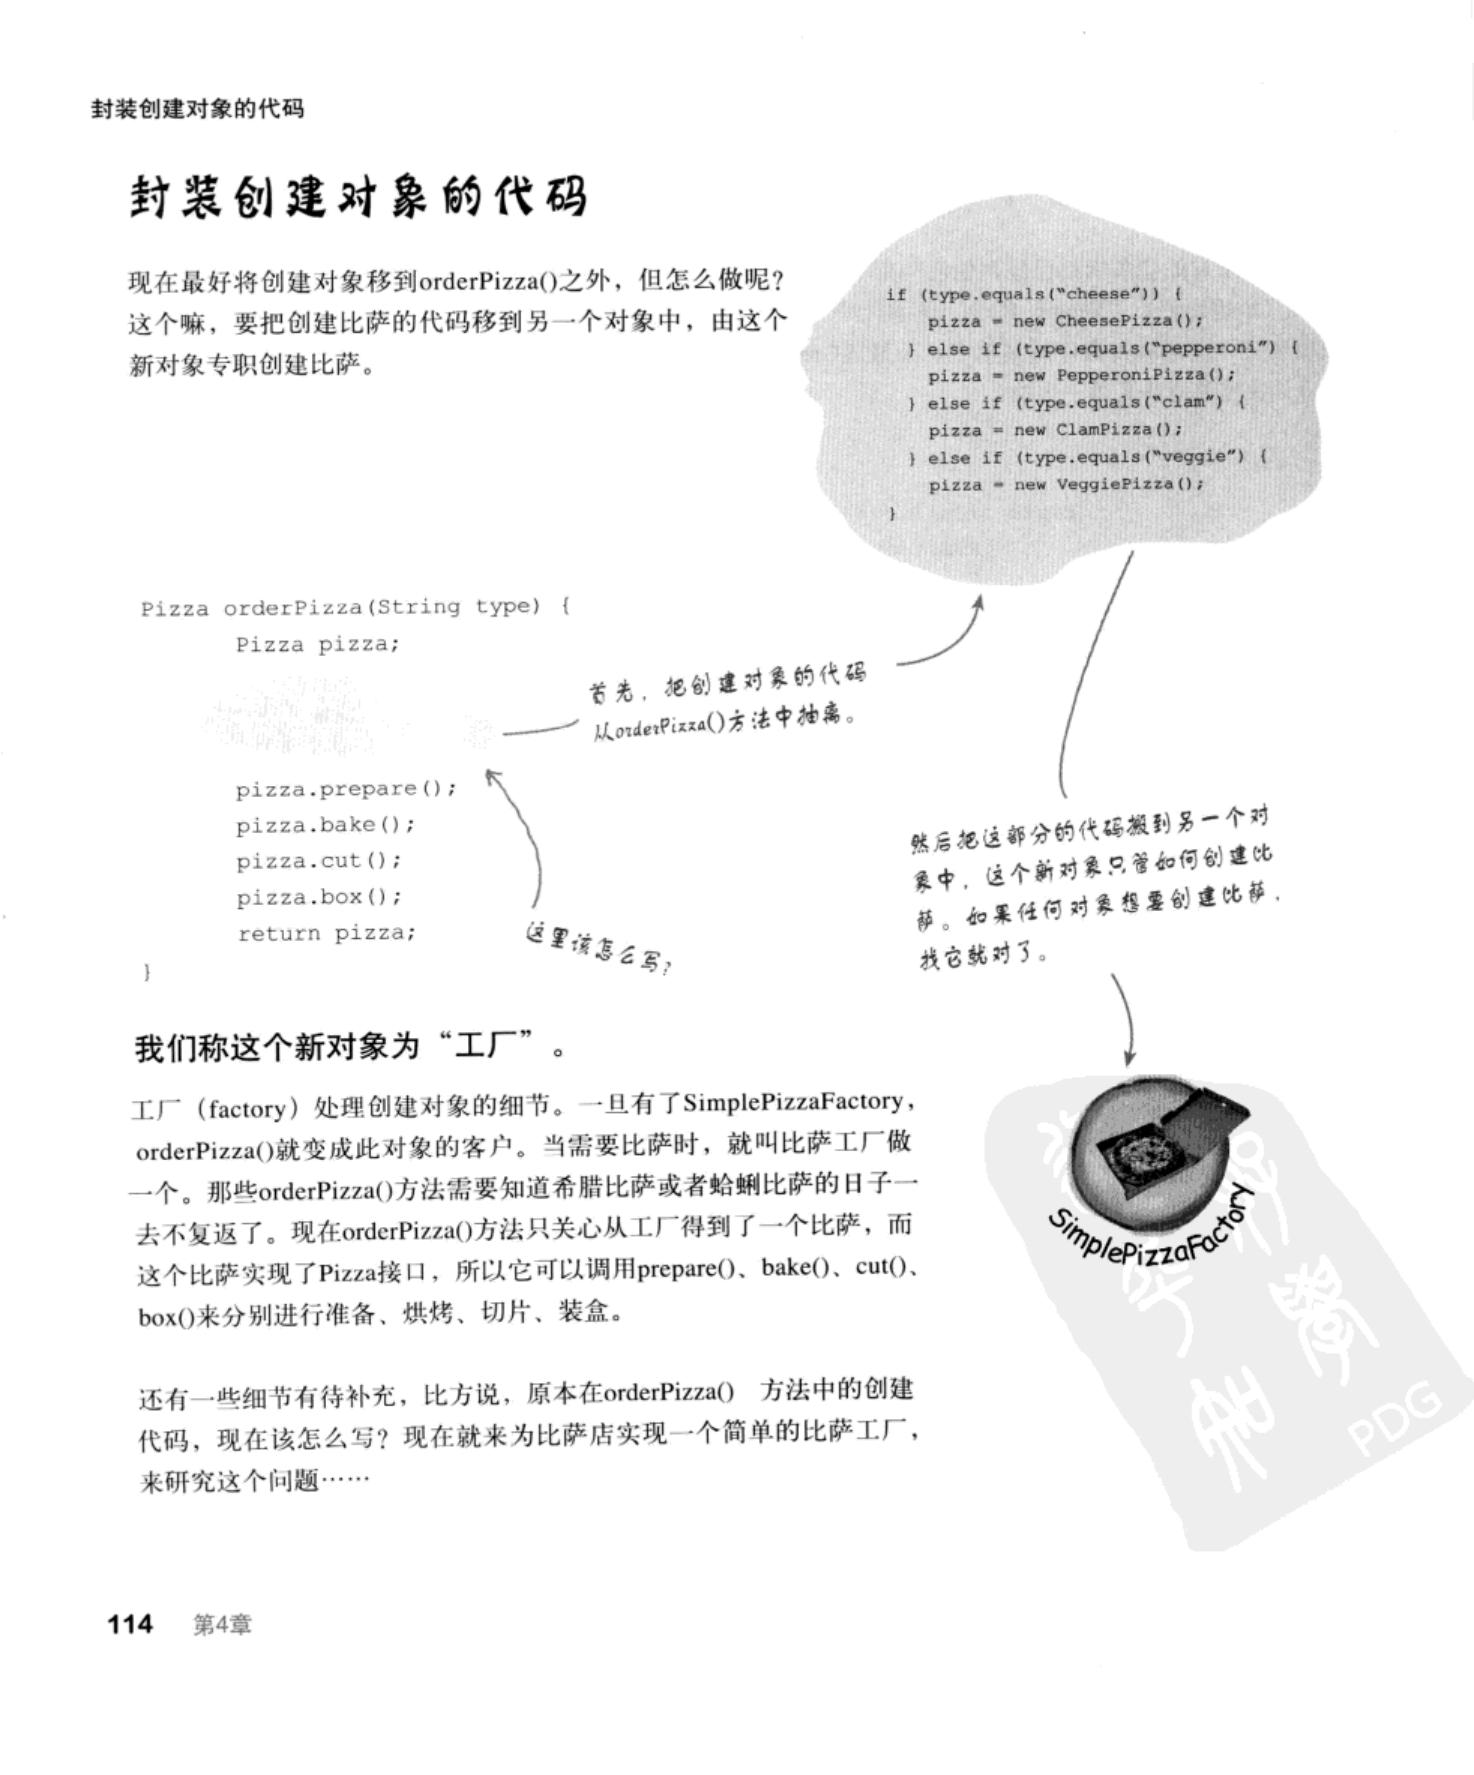 封装创建对象的代码
封装创建对象的代码
现在最好将创建对象移到orderPizza()之外，但怎么做呢？
这个嘛，要把创建比萨的代码移到另一个对象中，由这个
新对象专职创建比萨。
if (type.equals("cheese")) {
pizza = new CheesePizza();
} else if (type.equals("pepperoni") {
pizza = new PepperoniPizza();
} else if (type.equals("clam") {
pizza = new ClamPizza();
} else if (type.equals("veggie") {
pizza = new VeggiePizza();
}
Pizza orderPizza(String type) {
Pizza pizza;
首先，把创建对象的代码
从orderPizza()方法中抽离。
pizza.prepare();
pizza.bake();
pizza.cut();
pizza.box();
return pizza;
}
这里该怎么写？
然后把这部分的代码搬到另一个对
象中，这个新对象只管如何创建比
萨。如果任何对象想要创建比萨，
找它就对了。
我们称这个新对象为“工厂”。
工厂（factory）处理创建对象的细节。一旦有了SimplePizzaFactory，
orderPizza()就变成此对象的客户。当需要比萨时，就叫比萨工厂做
一个。那些orderPizza()方法需要知道希腊比萨或者蛤蜊比萨的日子一
去不复返了。现在orderPizza()方法只关心从工厂得到了一个比萨，而
这个比萨实现了Pizza接口，所以它可以调用prepare()、bake()、cut()、
box()来分别进行准备、烘烤、切片、装盒。
SimplePizzaFactory
还有一些细节有待补充，比方说，原本在orderPizza() 方法中的创建
代码，现在该怎么写？现在就来为比萨店实现一个简单的比萨工厂，
来研究这个问题……
PDG
114 第4章